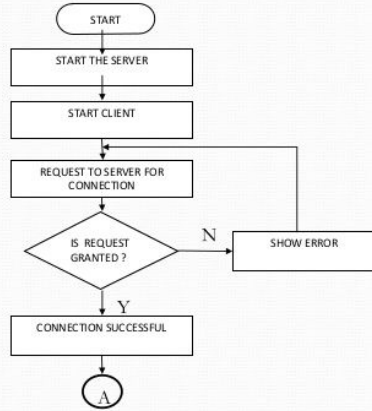 START
START THE SERVER
START CLIENT
REQUEST TO SERVER FOR
CONNECTION
IS REQUEST
GRANTED ?
N
SHOW ERROR
Y
CONNECTION SUCCESSFUL
A